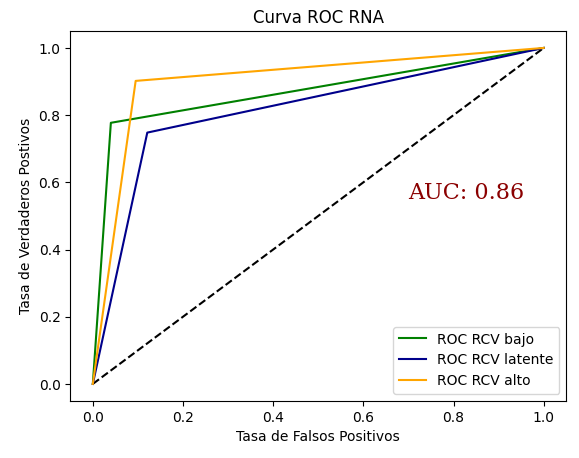 Curva ROC RNA
Tasa de Verdaderos Postivos
1.0
0.8
0.6
0.4
0.2
0.0
AUC: 0.86
ROC RCV bajo
ROC RCV latente
ROC RCV alto
0.0 0.2 0.4 0.6 0.8 1.0
Tasa de Falsos Positivos